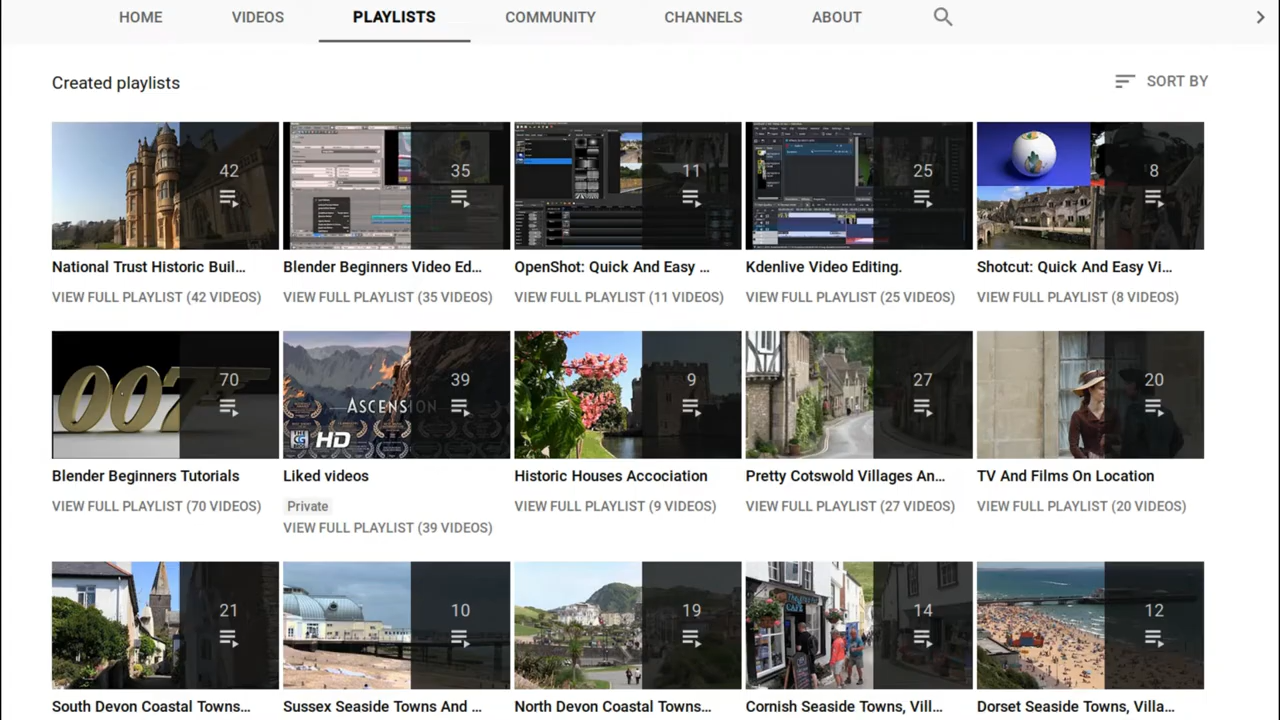 HOME VIDEOS PLAYLISTS COMMUNITY CHANNELS ABOUT
Created playlists SORT BY
42 35 11 25 8
National Trust Historic Buil... Blender Beginners Video Ed... OpenShot: Quick And Easy ... Kdenlive Video Editing. Shotcut: Quick And Easy Vi...
VIEW FULL PLAYLIST (42 VIDEOS) VIEW FULL PLAYLIST (35 VIDEOS) VIEW FULL PLAYLIST (11 VIDEOS) VIEW FULL PLAYLIST (25 VIDEOS) VIEW FULL PLAYLIST (8 VIDEOS)
007 70 39 9 27 20
ASCENSION
HD
Blender Beginners Tutorials Liked videos Historic Houses Accociation Pretty Cotswold Villages An... TV And Films On Location
VIEW FULL PLAYLIST (70 VIDEOS) Private VIEW FULL PLAYLIST (9 VIDEOS) VIEW FULL PLAYLIST (27 VIDEOS) VIEW FULL PLAYLIST (20 VIDEOS)
VIEW FULL PLAYLIST (39 VIDEOS)
21 10 19 14 12
CAFE
South Devon Coastal Towns... Sussex Seaside Towns And ... North Devon Coastal Towns... Cornish Seaside Towns, Vill... Dorset Seaside Towns, Villa...